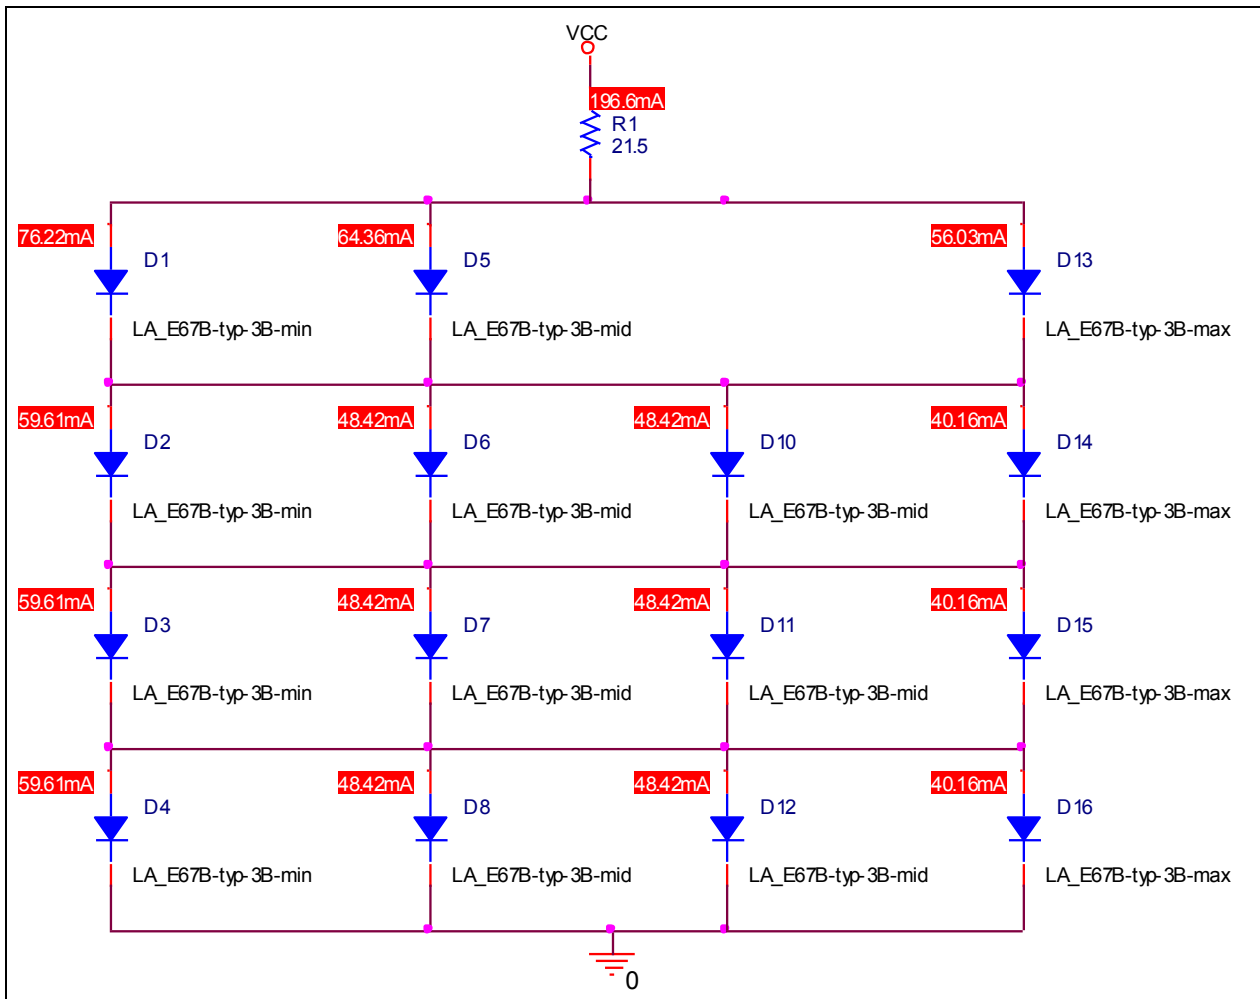 VCC
196.6mA
R1
21.5
76.22mA
D1
LA_E67B-typ-3B-min
64.36mA
D5
LA_E67B-typ-3B-mid
56.03mA
D13
LA_E67B-typ-3B-max
59.61mA
D2
LA_E67B-typ-3B-min
48.42mA
D6
LA_E67B-typ-3B-mid
48.42mA
D10
LA_E67B-typ-3B-mid
40.16mA
D14
LA_E67B-typ-3B-max
59.61mA
D3
LA_E67B-typ-3B-min
48.42mA
D7
LA_E67B-typ-3B-mid
48.42mA
D11
LA_E67B-typ-3B-mid
40.16mA
D15
LA_E67B-typ-3B-max
59.61mA
D4
LA_E67B-typ-3B-min
48.42mA
D8
LA_E67B-typ-3B-mid
48.42mA
D12
LA_E67B-typ-3B-mid
40.16mA
D16
LA_E67B-typ-3B-max
0